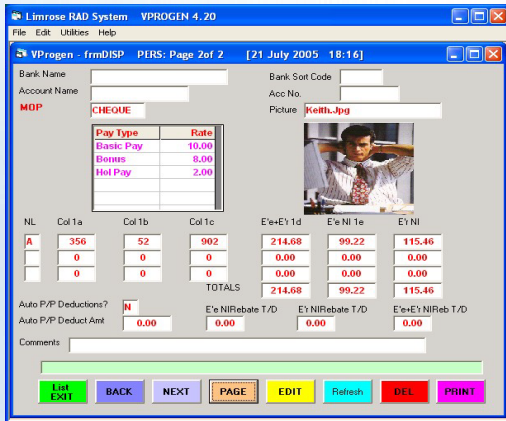 Limrose RAD System VPROGEN 4.20
File Edit Utilities Help
VProgen - frmDISP PERS: Page 2of 2 [21 July 2005 18:16]
Bank Name Bank Sort Code
Account Name Acc No.
MOP CHEQUE Picture Keith.Jpg
Pay Type Rate
Basic Pay 10.00
Bonus 8.00
Hol Pay 2.00
NL Col 1a Col 1b Col 1c E'e+E'r 1d E'e NI 1e E'r NI
A 356 52 902 214.68 99.22 115.46
0 0 0 0.00 0.00 0.00
0 0 0 0.00 0.00 0.00
TOTALS 214.68 99.22 115.46
Auto P/P Deductions? N E'e NIRebate T/D E'r NIRebate T/D E'e+E'r NIReb T/D
Auto P/P Deduct Amt 0.00 0.00 0.00 0.00
Comments
List EXIT BACK NEXT PAGE EDIT Refresh DEL PRINT